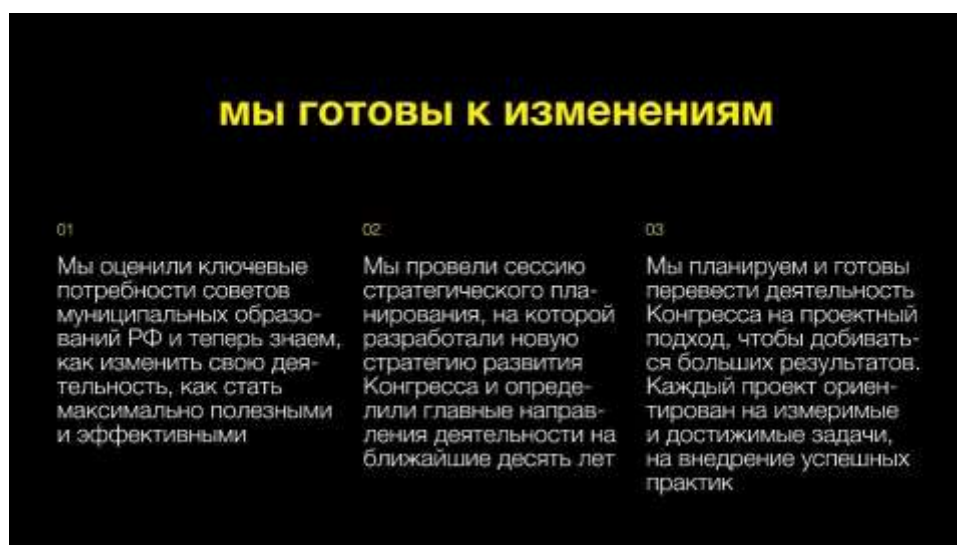 мы готовы к изменениям
01
Мы оценили ключевые
потребности советов
муниципальных образо-
ваний РФ и теперь знаем,
как изменить свою дея-
тельность, как стать
максимально полезными
и эффективными
02
Мы провели сессию
стратегического пла-
нирования, на которой
разработали новую
стратегию развития
Конгресса и опреде-
лили главные направ-
ления деятельности на
ближайшие десять лет
03
Мы планируем и готовы
перевести деятельность
Конгресса на проектный
подход, чтобы добивать-
ся больших результатов.
Каждый проект ориен-
тирован на измеримые
и достижимые задачи,
на внедрение успешных
практик